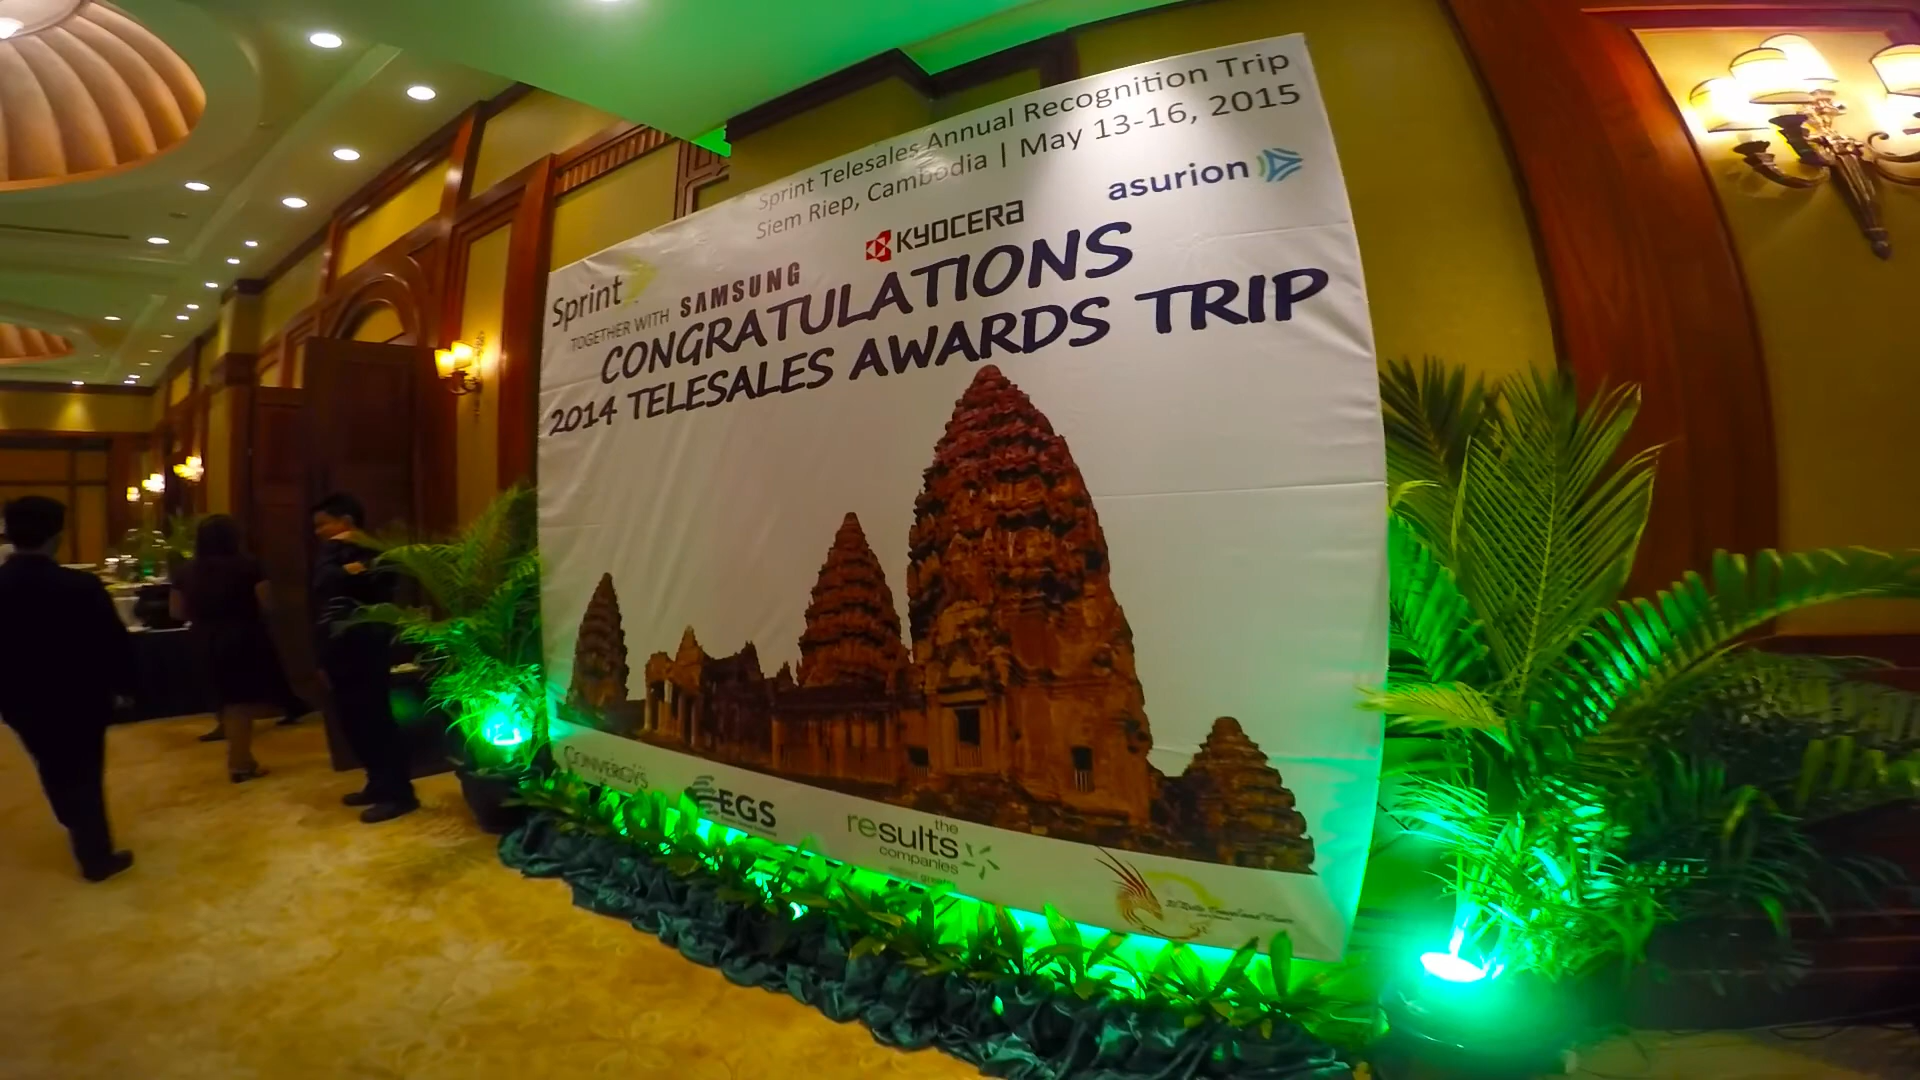 Sprint Telesales Annual Recognition Trip
Siem Riep, Cambodia | May 13-16, 2015
Sprint
TOGETHER WITH SAMSUNG
KYOCERA
asurion
CONGRATULATIONS
2014 TELESALES AWARDS TRIP
CONVERGYS
EGS
the
results
companies